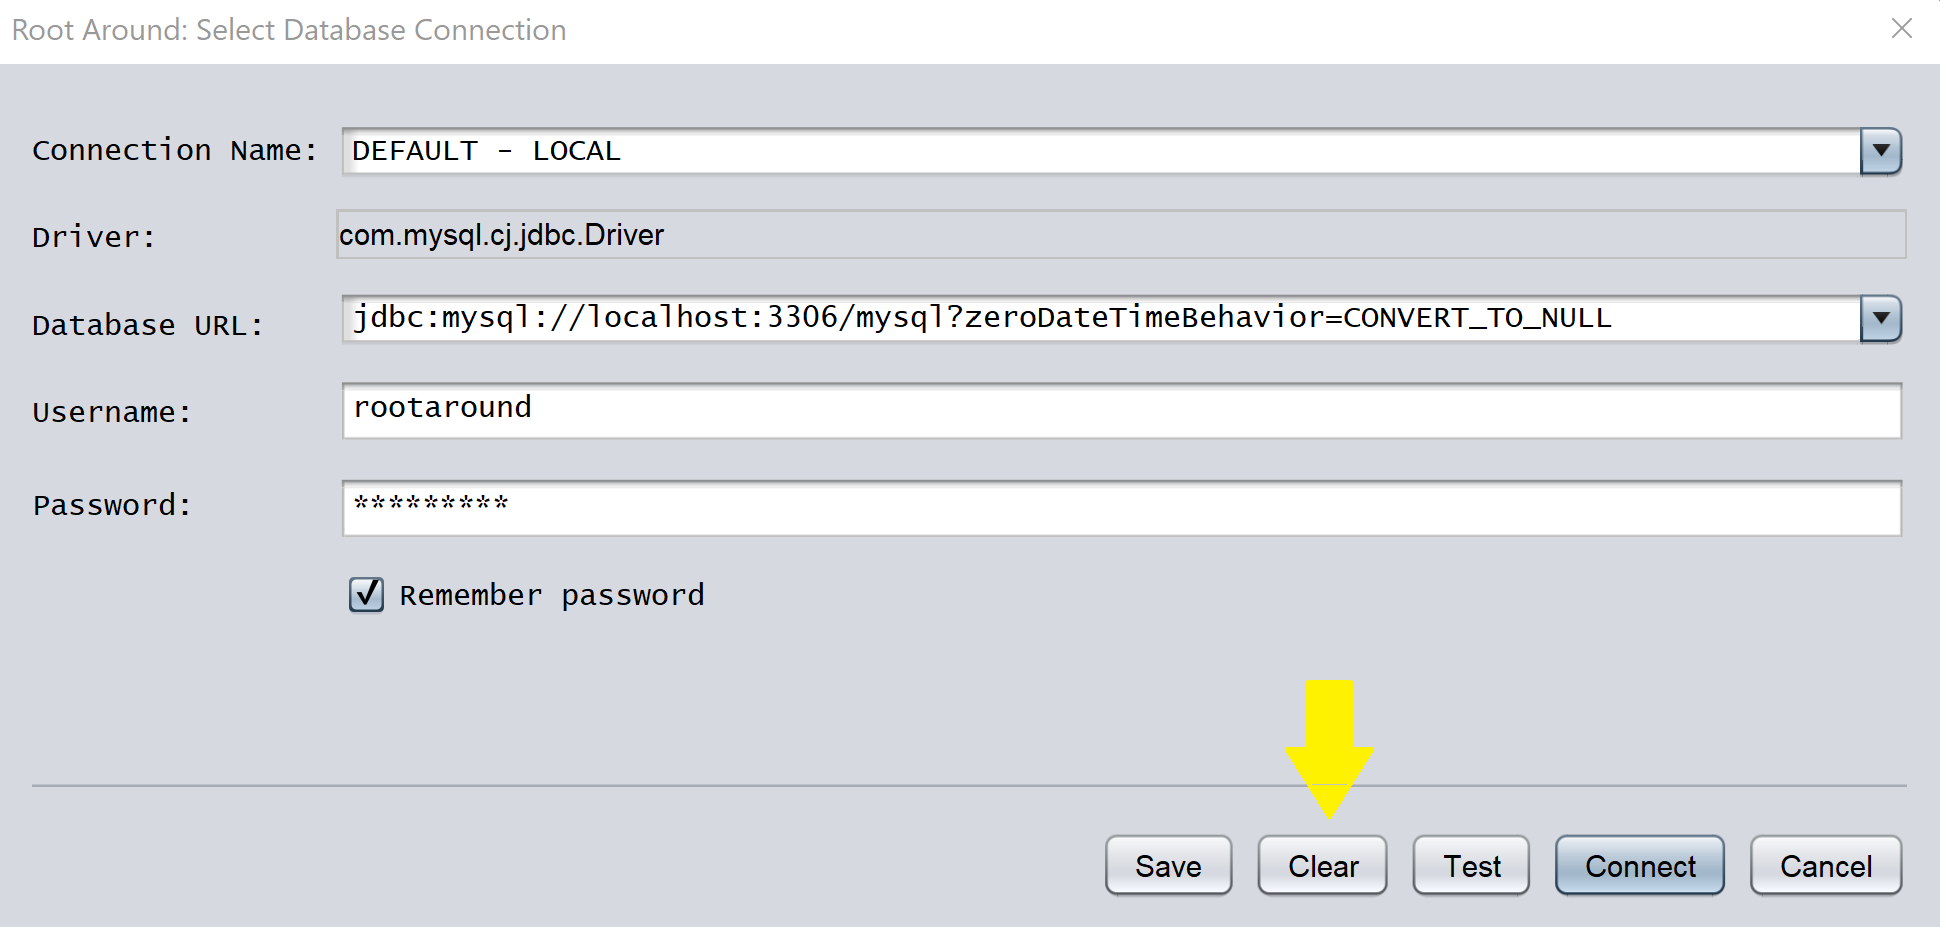 Root Around: Select Database Connection
Connection Name: DEFAULT - LOCAL
Driver: com.mysql.cj.jdbc.Driver
Database URL: jdbc:mysql://localhost:3306/mysql?zeroDateTimeBehavior=CONVERT_TO_NULL
Username: rootaround
Password: *********
Remember password
Save Clear Test Connect Cancel